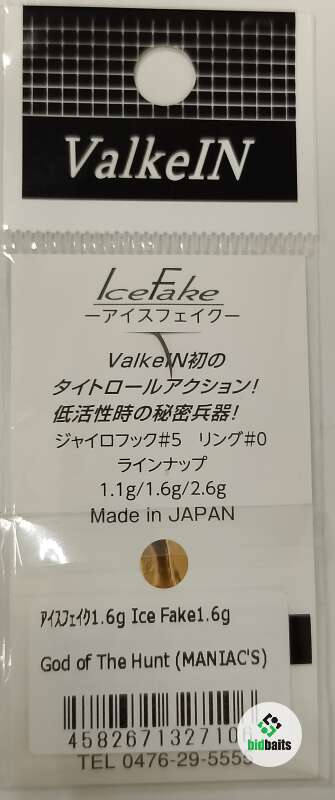 ValkeIN
IceFake
ーアイスフェイクー
ValkeIN初の
タイトロールアクション!
低活性時の秘密兵器!
ジャイロフック#5 リング#0
ラインナップ
1.1g/1.6g/2.6g
Made in JAPAN
ｱｲｽﾌｪｲｸ1.6g Ice Fake1.6g
God of The Hunt (MANIAC'S)
TEL 0476-29-5555
bidbaits